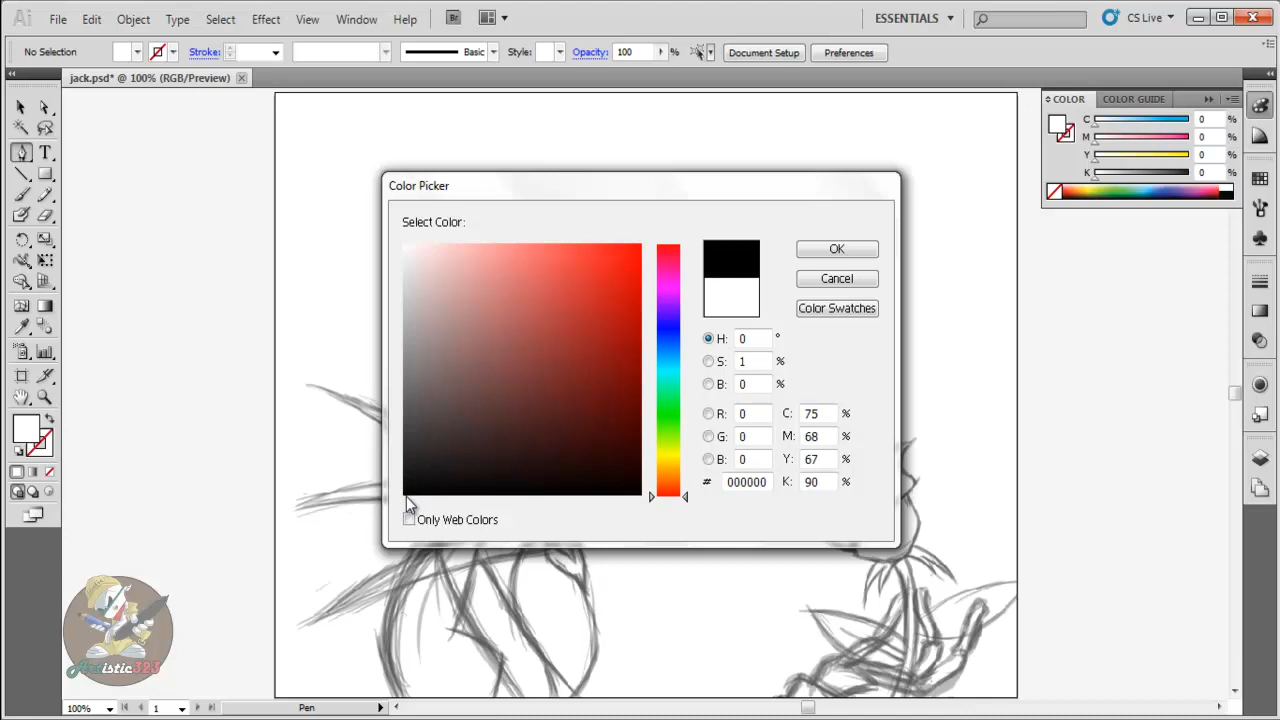 Ai File Edit Object Type Select Effect View Window Help Br ESSENTIALS CS Live
No Selection Stroke: Basic Style: Opacity: 100 % Document Setup Preferences
jack.psd* @ 100% (RGB/Preview)
COLOR COLOR GUIDE
C 0 %
M 0 %
Y 0 %
K 0 %
T
Color Picker
Select Color:
OK
Cancel
Color Swatches
H: 0 °
S: 1 %
B: 0 %
R: 0 C: 75 %
G: 0 M: 68 %
B: 0 Y: 67 %
# 000000 K: 90 %
Only Web Colors
Artistic323
100% 1 Pen